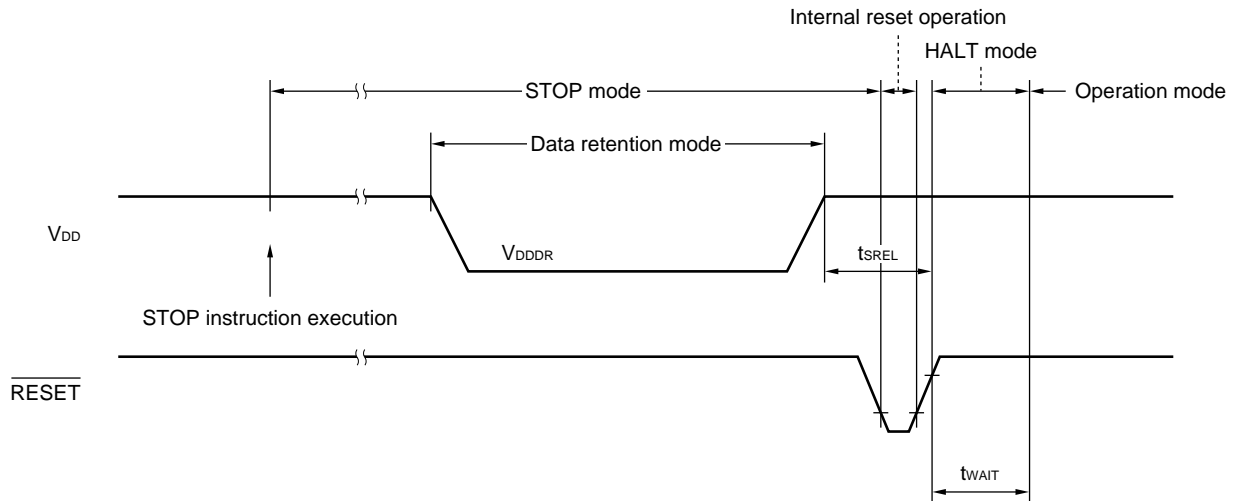 Internal reset operation
HALT mode
STOP mode
Operation mode
Data retention mode
VDD
VDDDR
tSREL
STOP instruction execution
RESET
tWAIT